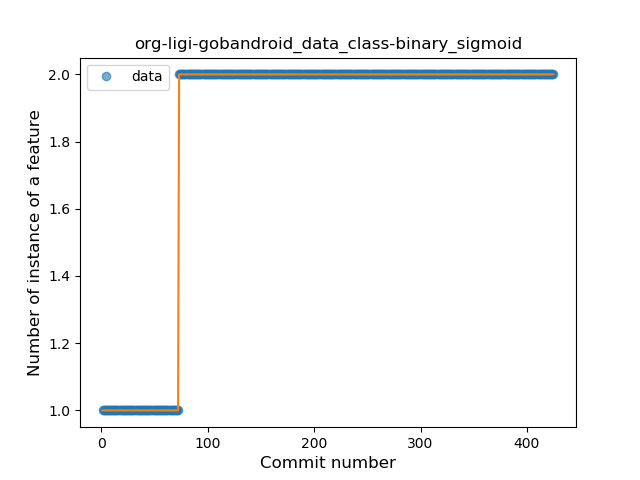 org-ligi-gobandroid_data_class-binary_sigmoid
data
2.0
1.8
1.6
1.4
1.2
1.0
Number of instance of a feature
0 100 200 300 400
Commit number